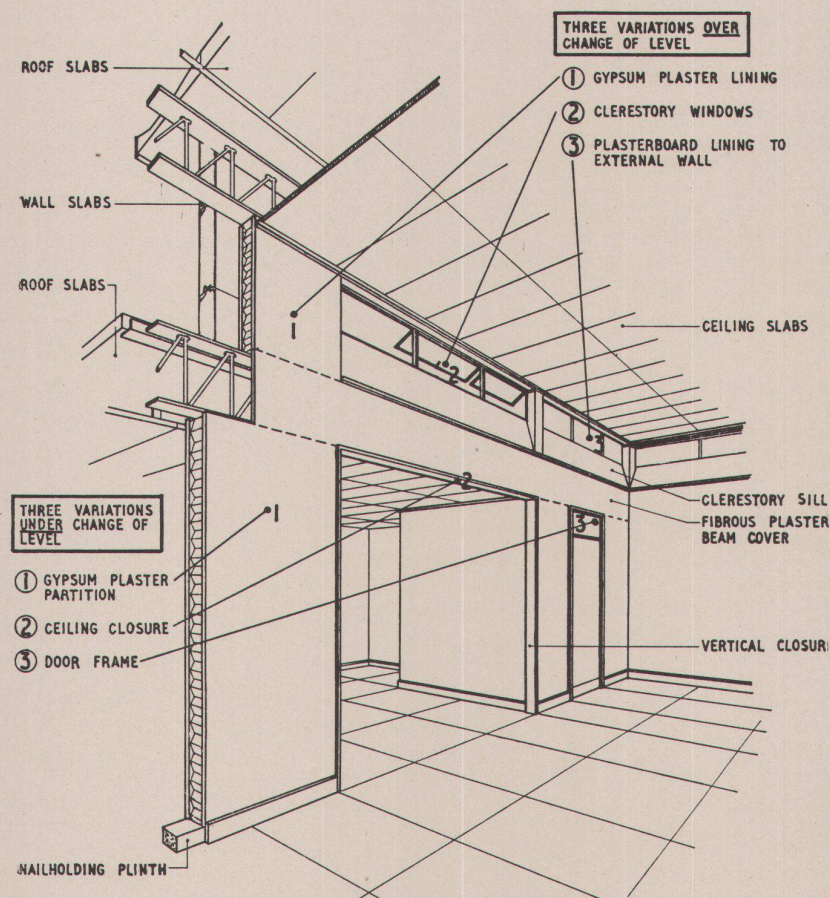 THREE VARIATIONS OVER
CHANGE OF LEVEL
1 GYPSUM PLASTER LINING
2 CLERESTORY WINDOWS
3 PLASTERBOARD LINING TO
EXTERNAL WALL
ROOF SLABS
WALL SLABS
ROOF SLABS
1
2
3
CEILING SLABS
THREE VARIATIONS
UNDER CHANGE OF
LEVEL
1 GYPSUM PLASTER
PARTITION
2 CEILING CLOSURE
3 DOOR FRAME
1
2
3
CLERESTORY SILL
FIBROUS PLASTER
BEAM COVER
VERTICAL CLOSUR
NAILHOLDING PLINTH